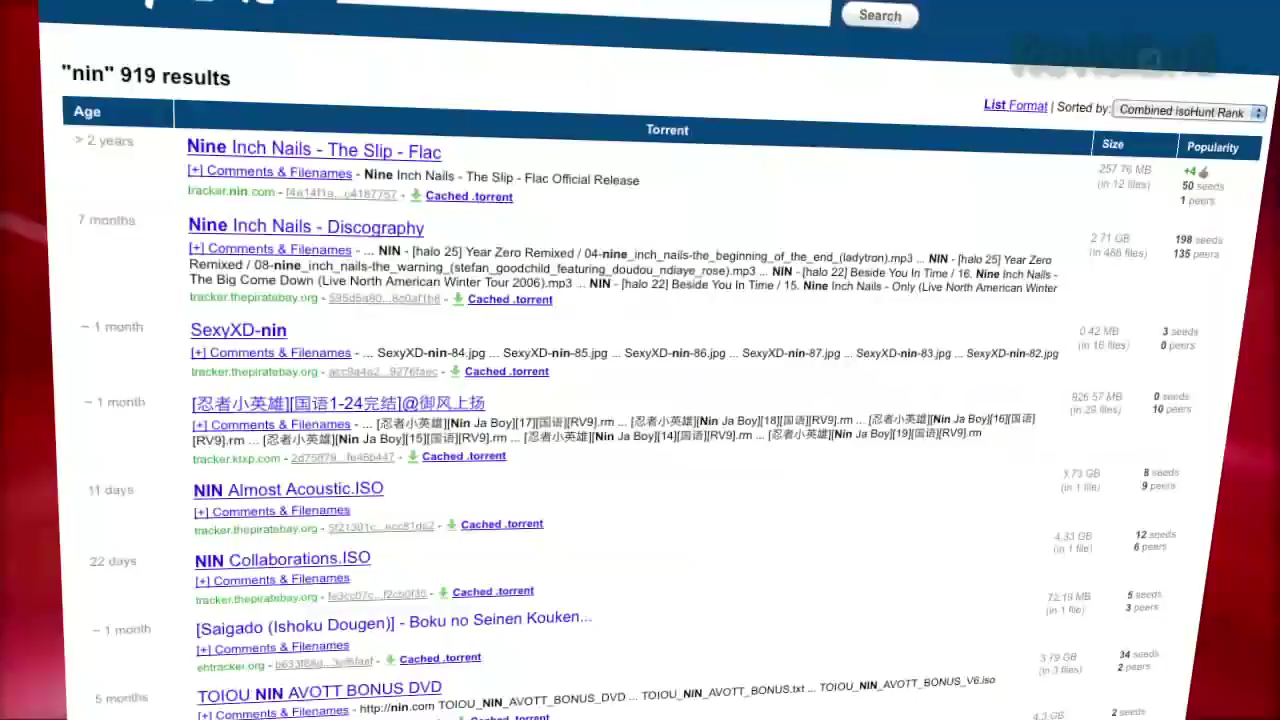 Search
"nin" 919 results
List Format | Sorted by: Combined isoHunt Rank
Age Torrent Size Popularity
> 2 years Nine Inch Nails - The Slip - Flac 257.76 MB +4
[+] Comments & Filenames - Nine Inch Nails - The Slip - Flac Official Release (in 12 files) 50 seeds
tracker.nin.com - Cached .torrent 1 peers
7 months Nine Inch Nails - Discography 2.71 GB 198 seeds
[+] Comments & Filenames - ... NIN - [halo 25] Year Zero Remixed / 04-nine_inch_nails-the_beginning_of_the_end_(ladytron).mp3 ... NIN - [halo 25] Year Zero (in 466 files) 135 peers
Remixed / 08-nine_inch_nails-the_warning_(stefan_goodchild_featuring_doudou_ndiaye_rose).mp3 ... NIN - [halo 22] Beside You In Time / 16. Nine Inch Nails -
The Big Come Down (Live North American Winter Tour 2006).mp3 ... NIN - [halo 22] Beside You In Time / 15. Nine Inch Nails - Only (Live North American Winter
tracker.thepiratebay.org - Cached .torrent
~ 1 month SexyXD-nin 0.42 MB 3 seeds
[+] Comments & Filenames - ... SexyXD-nin-84.jpg ... SexyXD-nin-85.jpg ... SexyXD-nin-86.jpg ... SexyXD-nin-87.jpg ... SexyXD-nin-83.jpg ... SexyXD-nin-82.jpg (in 16 files) 0 peers
tracker.thepiratebay.org - Cached .torrent
~ 1 month [忍者小英雄][国语1-24完结]@御风上扬 926.57 MB 0 seeds
[+] Comments & Filenames - ... [忍者小英雄][Nin Ja Boy][17][国语][RV9].rm ... [忍者小英雄][Nin Ja Boy][18][国语][RV9].rm ... [忍者小英雄][Nin Ja Boy][16][国语] (in 29 files) 10 peers
[RV9].rm ... [忍者小英雄][Nin Ja Boy][15][国语][RV9].rm ... [忍者小英雄][Nin Ja Boy][14][国语][RV9].rm ... [忍者小英雄][Nin Ja Boy][19][国语][RV9].rm
tracker.ktxp.com - Cached .torrent
11 days NIN Almost Acoustic.ISO 3.73 GB 8 seeds
[+] Comments & Filenames (in 1 file) 9 peers
tracker.thepiratebay.org - Cached .torrent
22 days NIN Collaborations.ISO 4.33 GB 12 seeds
[+] Comments & Filenames (in 1 file) 6 peers
tracker.thepiratebay.org - Cached .torrent
~ 1 month [Saigado (Ishoku Dougen)] - Boku no Seinen Kouken... 72.19 MB 5 seeds
[+] Comments & Filenames (in 1 file) 3 peers
ehtracker.org - Cached .torrent
5 months TOIOU NIN AVOTT BONUS DVD 3.79 GB 34 seeds
[+] Comments & Filenames - http://nin.com TOIOU_NIN_AVOTT_BONUS_DVD ... TOIOU_NIN_AVOTT_BONUS.txt ... TOIOU_NIN_AVOTT_BONUS_V6.iso (in 3 files) 2 peers
Cached .torrent 4.3 GB 2 seeds